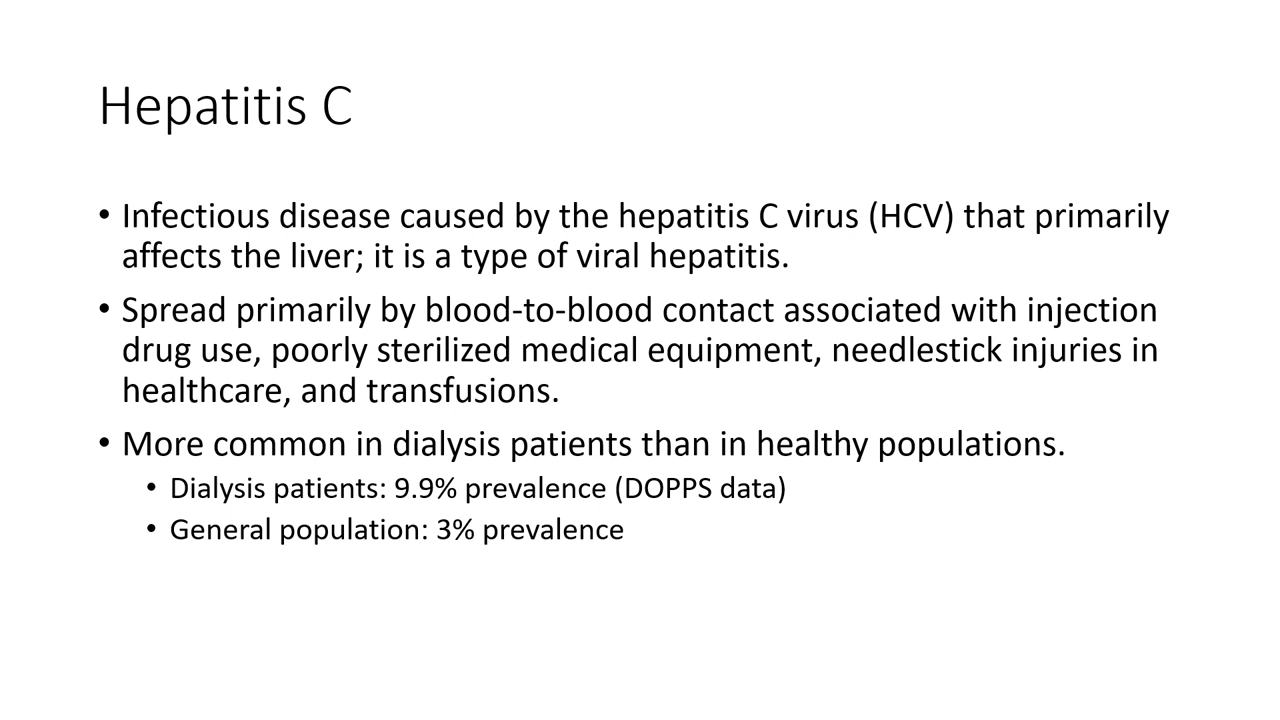 Hepatitis C
• Infectious disease caused by the hepatitis C virus (HCV) that primarily
affects the liver; it is a type of viral hepatitis.
• Spread primarily by blood-to-blood contact associated with injection
drug use, poorly sterilized medical equipment, needlestick injuries in
healthcare, and transfusions.
• More common in dialysis patients than in healthy populations.
• Dialysis patients: 9.9% prevalence (DOPPS data)
• General population: 3% prevalence